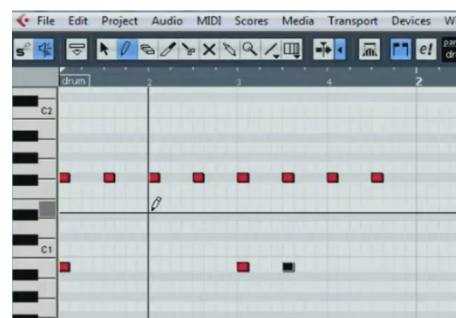 File Edit Project Audio MIDI Scores Media Transport Devices
e!
drum 2 3 4 2
C2
C1